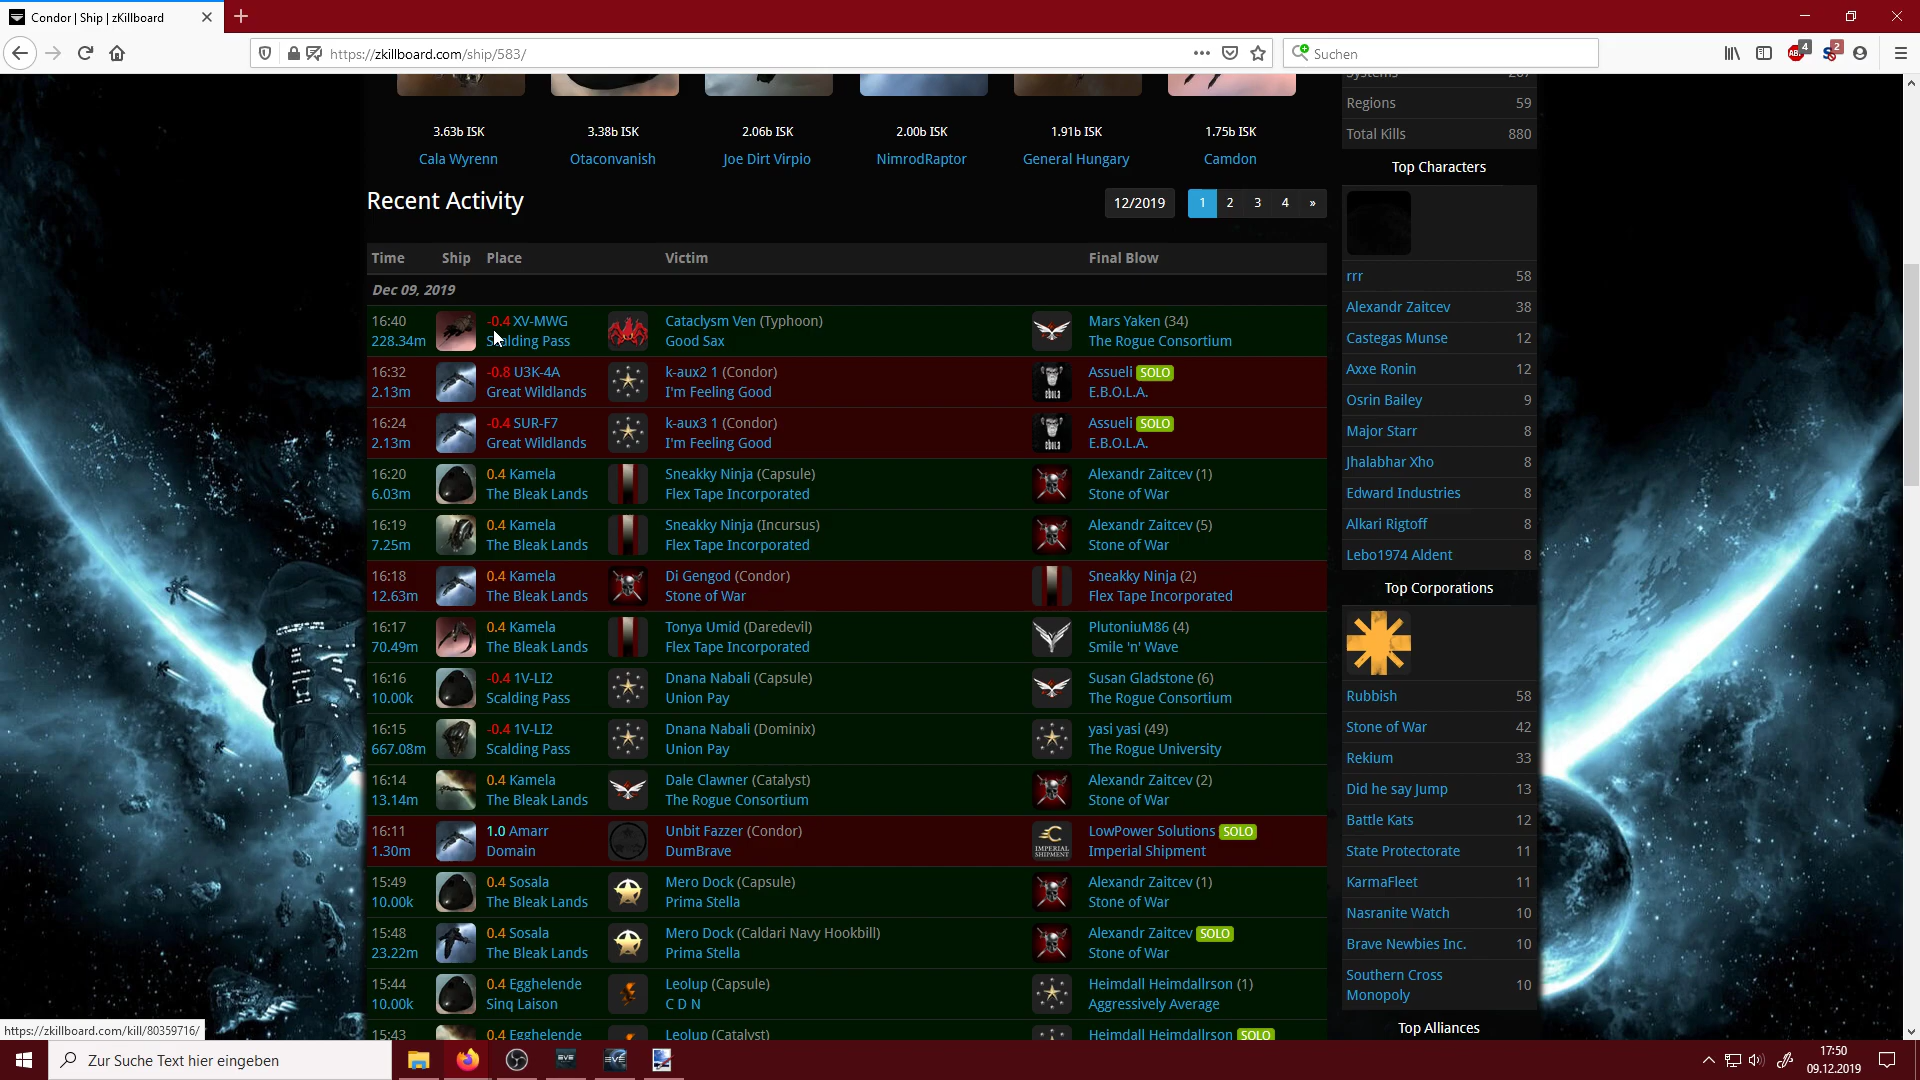 Condor | Ship | zKillboard
https://zkillboard.com/ship/583/
Suchen
4
2
Regions 59
Total Kills 880
3.63b ISK 3.38b ISK 2.06b ISK 2.00b ISK 1.91b ISK 1.75b ISK
Cala Wyrenn Otaconvanish Joe Dirt Virpio NimrodRaptor General Hungary Camdon
Recent Activity
12/2019 1 2 3 4 »
Time Ship Place Victim Final Blow
Dec 09, 2019
16:40 -0.4 XV-MWG Cataclysm Ven (Typhoon) Mars Yaken (34)
228.34m Scalding Pass Good Sax The Rogue Consortium
16:32 -0.8 U3K-4A k-aux2 1 (Condor) Assueli SOLO
2.13m Great Wildlands I'm Feeling Good E.B.O.L.A.
16:24 -0.4 SUR-F7 k-aux3 1 (Condor) Assueli SOLO
2.13m Great Wildlands I'm Feeling Good E.B.O.L.A.
16:20 0.4 Kamela Sneakky Ninja (Capsule) Alexandr Zaitcev (1)
6.03m The Bleak Lands Flex Tape Incorporated Stone of War
16:19 0.4 Kamela Sneakky Ninja (Incursus) Alexandr Zaitcev (5)
7.25m The Bleak Lands Flex Tape Incorporated Stone of War
16:18 0.4 Kamela Di Gengod (Condor) Sneakky Ninja (2)
12.63m The Bleak Lands Stone of War Flex Tape Incorporated
16:17 0.4 Kamela Tonya Umid (Daredevil) PlutoniuM86 (4)
70.49m The Bleak Lands Flex Tape Incorporated Smile 'n' Wave
16:16 -0.4 1V-LI2 Dnana Nabali (Capsule) Susan Gladstone (6)
10.00k Scalding Pass Union Pay The Rogue Consortium
16:15 -0.4 1V-LI2 Dnana Nabali (Dominix) yasi yasi (49)
667.08m Scalding Pass Union Pay The Rogue University
16:14 0.4 Kamela Dale Clawner (Catalyst) Alexandr Zaitcev (2)
13.14m The Bleak Lands The Rogue Consortium Stone of War
16:11 1.0 Amarr Unbit Fazzer (Condor) LowPower Solutions SOLO
1.30m Domain DumBrave IMPERIAL SHIPMENT Imperial Shipment
15:49 0.4 Sosala Mero Dock (Capsule) Alexandr Zaitcev (1)
10.00k The Bleak Lands Prima Stella Stone of War
15:48 0.4 Sosala Mero Dock (Caldari Navy Hookbill) Alexandr Zaitcev SOLO
23.22m The Bleak Lands Prima Stella Stone of War
15:44 0.4 Egghelende Leolup (Capsule) Heimdall Heimdallrson (1)
10.00k Sinq Laison C D N Aggressively Average
15:43 0.4 Egghelende Leolup (Catalyst) Heimdall Heimdallrson SOLO
Top Characters
rrr 58
Alexandr Zaitcev 38
Castegas Munse 12
Axxe Ronin 12
Osrin Bailey 9
Major Starr 8
Jhalabhar Xho 8
Edward Industries 8
Alkari Rigtoff 8
Lebo1974 Aldent 8
Top Corporations
Rubbish 58
Stone of War 42
Rekium 33
Did he say Jump 13
Battle Kats 12
State Protectorate 11
KarmaFleet 11
Nasranite Watch 10
Brave Newbies Inc. 10
Southern Cross
Monopoly 10
Top Alliances
https://zkillboard.com/kill/80359716/
Zur Suche Text hier eingeben
17:50
09.12.2019